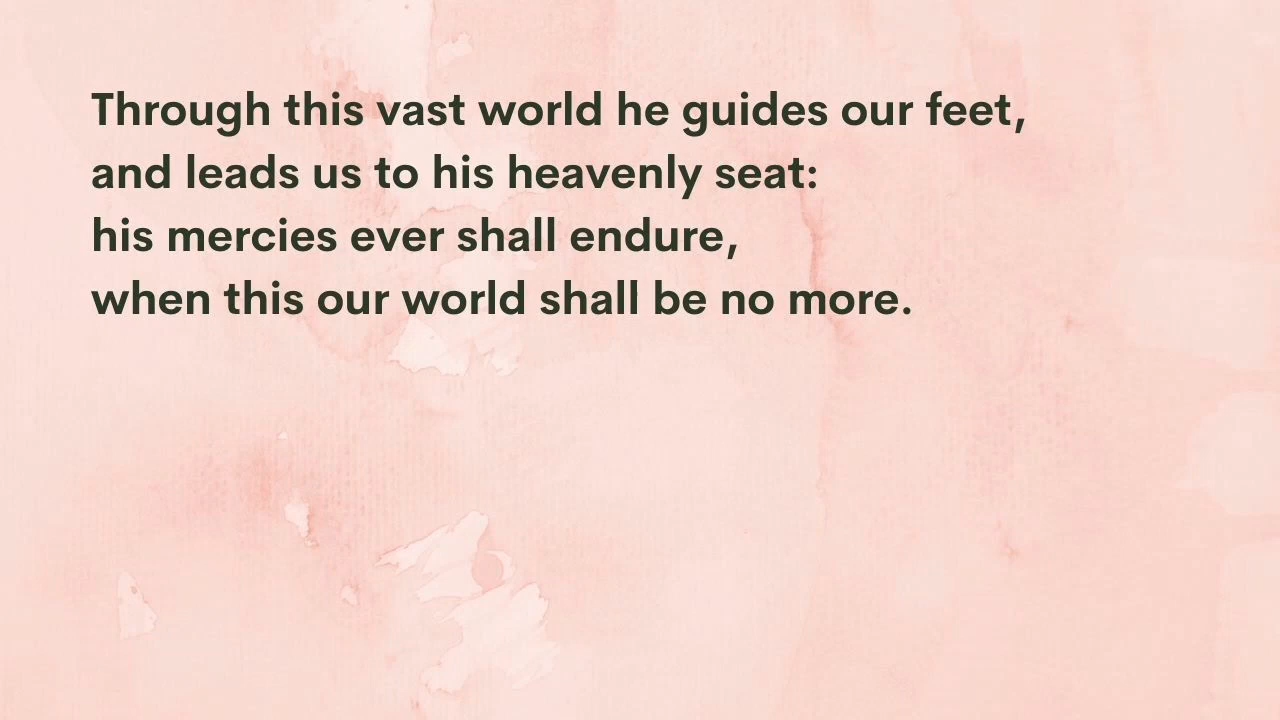 Through this vast world he guides our feet,
and leads us to his heavenly seat:
his mercies ever shall endure,
when this our world shall be no more.